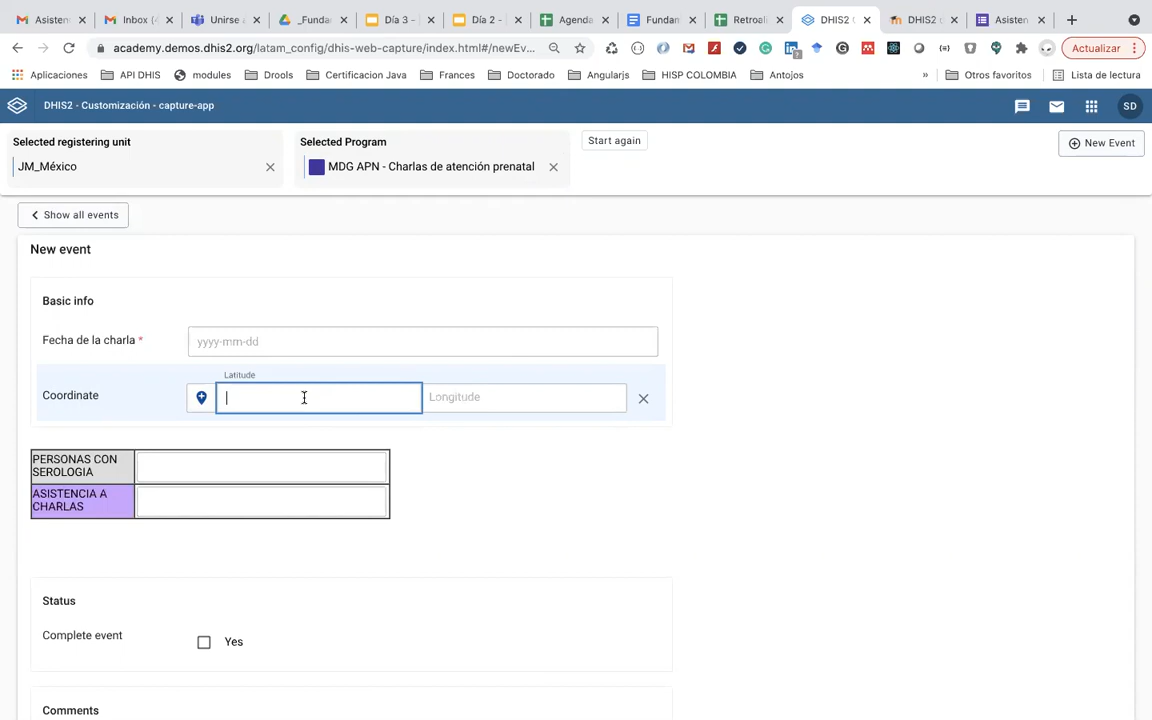 Asisten
Inbox (4
Unirse a
_Funda
Día 3 -
Día 2 -
Agenda
Fundam
Retroali
DHIS2 C
DHIS2 d
Asisten
academy.demos.dhis2.org/latam_config/dhis-web-capture/index.html#/newEv...
Actualizar
Aplicaciones
API DHIS
modules
Drools
Certificacion Java
Frances
Doctorado
Angularjs
HISP COLOMBIA
Antojos
»
Otros favoritos
Lista de lectura
DHIS2 - Customización - capture-app
SD
Selected registering unit
JM_México
Selected Program
MDG APN - Charlas de atención prenatal
Start again
New Event
Show all events
New event
Basic info
Fecha de la charla *
yyyy-mm-dd
Latitude
Coordinate
Longitude
PERSONAS CON
SEROLOGIA
ASISTENCIA A
CHARLAS
Status
Complete event
Yes
Comments